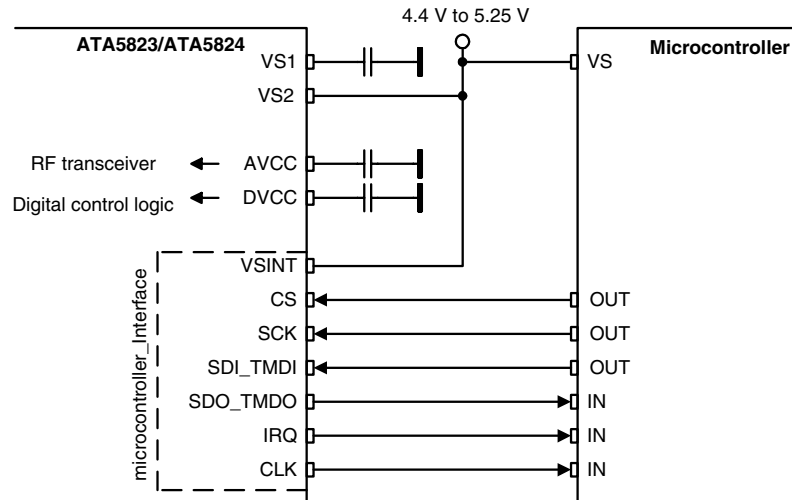 4.4 V to 5.25 V
ATA5823/ATA5824
Microcontroller
VS1
VS
VS2
RF transceiver
AVCC
Digital control logic
DVCC
microcontroller_Interface
VSINT
CS
OUT
SCK
OUT
SDI_TMDI
OUT
SDO_TMDO
IN
IRQ
IN
CLK
IN